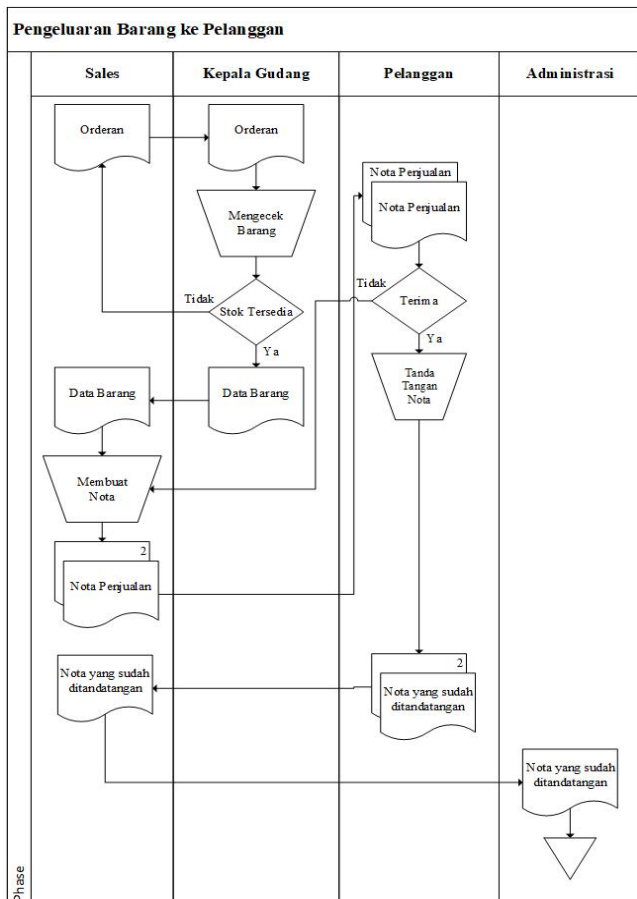 Pengeluaran Barang ke Pelanggan
Sales
Kepala Gudang
Pelanggan
Administrasi
Orderan
Orderan
Nota Penjualan
Nota Penjualan
Mengecek
Barang
Tidak
Stok Tersedia
Ya
Tidak
Terima
Ya
Data Barang
Data Barang
Tanda
Tangan
Nota
Membuat
Nota
2
Nota Penjualan
Nota yang sudah
ditandatangan
2
Nota yang sudah
ditandatangan
Nota yang sudah
ditandatangan
Phase